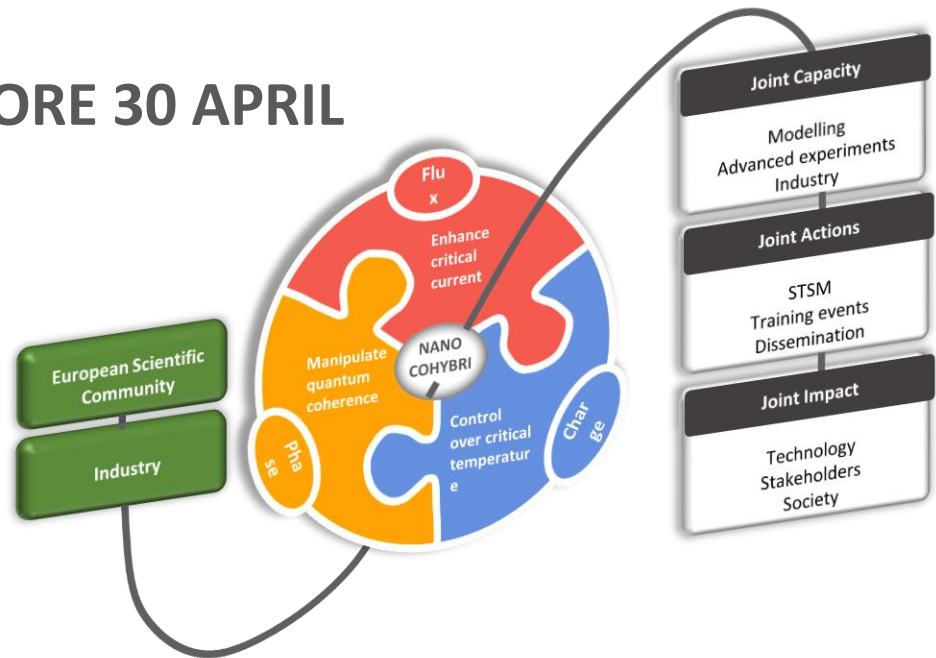 ORE 30 APRIL
European Scientific
Community
Industry
Flu
x
Enhance
critical
current
NANO
COHYBRI
Manipulate
quantum
coherence
Pha
se
Control
over critical
temperatur
e
Char
ge
Joint Capacity
Modelling
Advanced experiments
Industry
Joint Actions
STSM
Training events
Dissemination
Joint Impact
Technology
Stakeholders
Society